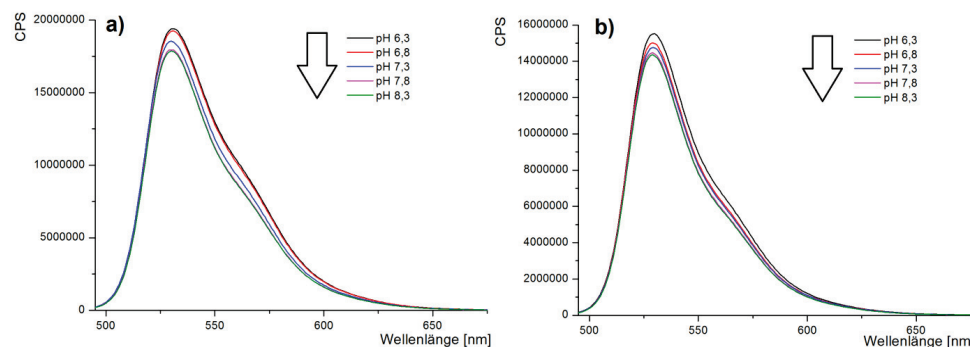 a)
CPS
20000000
15000000
10000000
5000000
0
pH 6,3
pH 6,8
pH 7,3
pH 7,8
pH 8,3
500
550
600
650
Wellenlänge [nm]
b)
CPS
16000000
14000000
12000000
10000000
8000000
6000000
4000000
2000000
0
pH 6,3
pH 6,8
pH 7,3
pH 7,8
pH 8,3
500
550
600
650
Wellenlänge [nm]